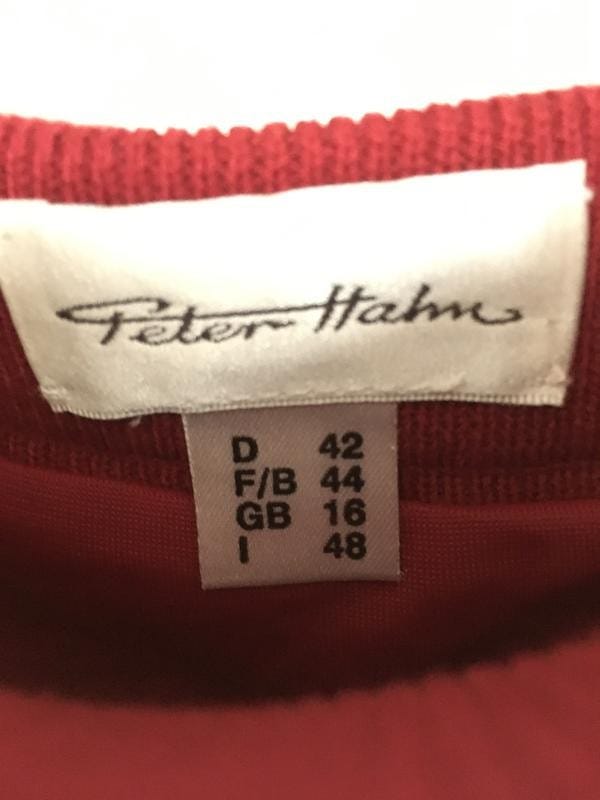 Peter Hahn
D 42
F/B 44
GB 16
I 48